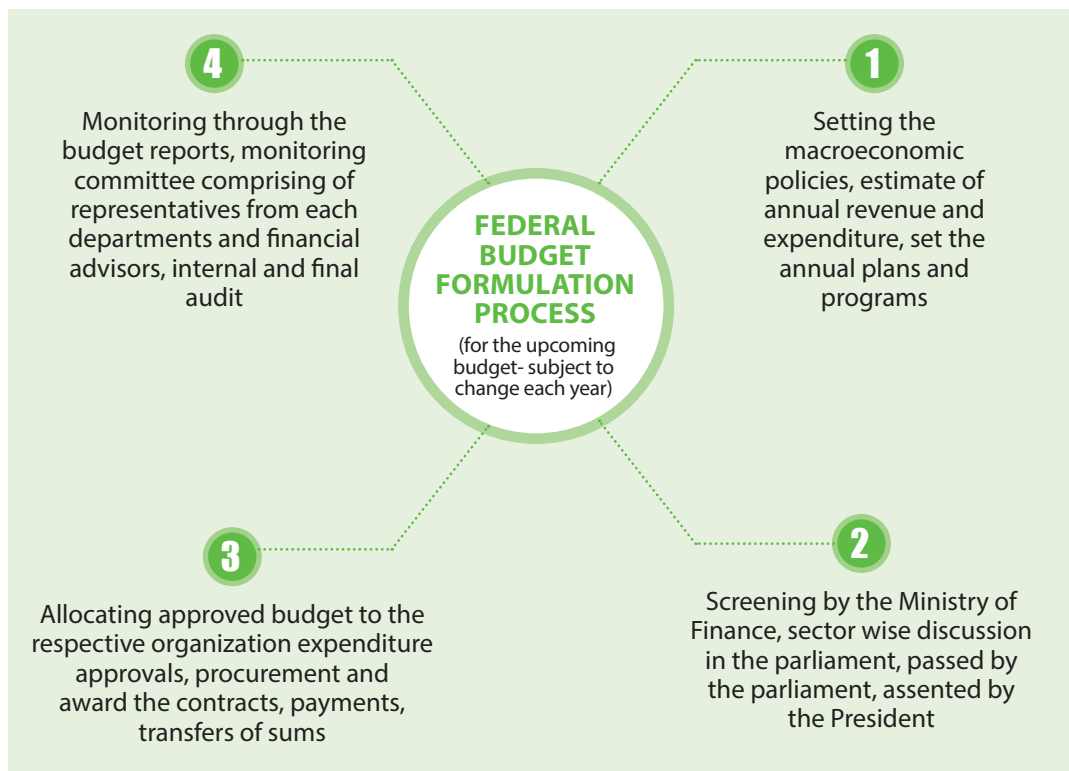 FEDERAL
BUDGET
FORMULATION
PROCESS
(for the upcoming
budget- subject to
change each year)
1
Setting the
macroeconomic
policies, estimate of
annual revenue and
expenditure, set the
annual plans and
programs
2
Screening by the Ministry of
Finance, sector wise discussion
in the parliament, passed by
the parliament, assented by
the President
3
Allocating approved budget to the
respective organization expenditure
approvals, procurement and
award the contracts, payments,
transfers of sums
4
Monitoring through the
budget reports, monitoring
committee comprising of
representatives from each
departments and financial
advisors, internal and final
audit